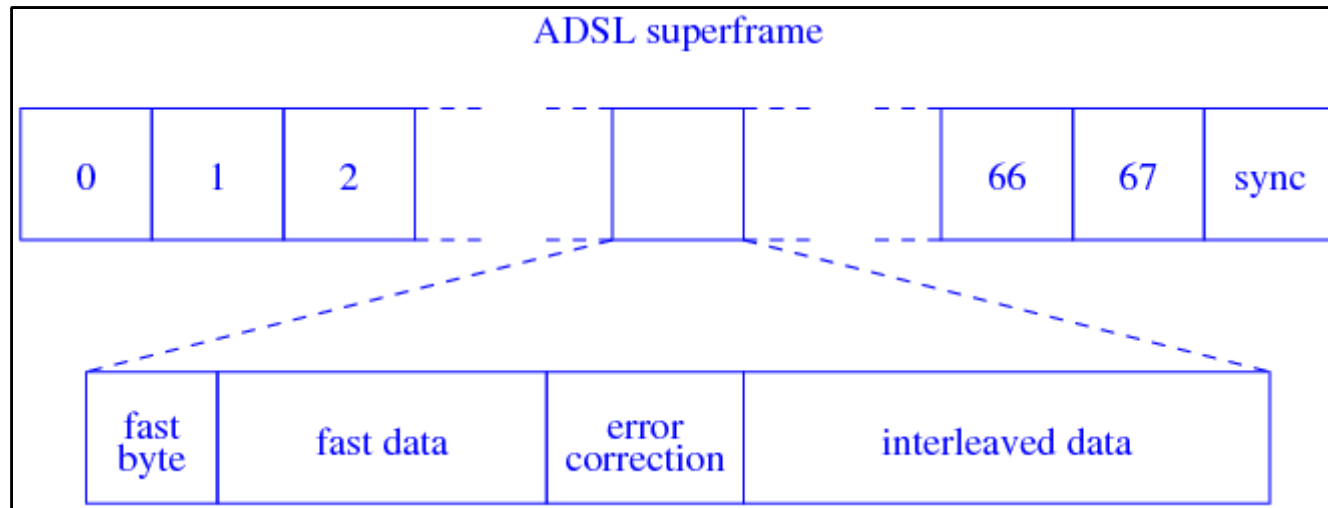 ADSL superframe
0 1 2 66 67 sync
fast byte
fast data
error correction
interleaved data